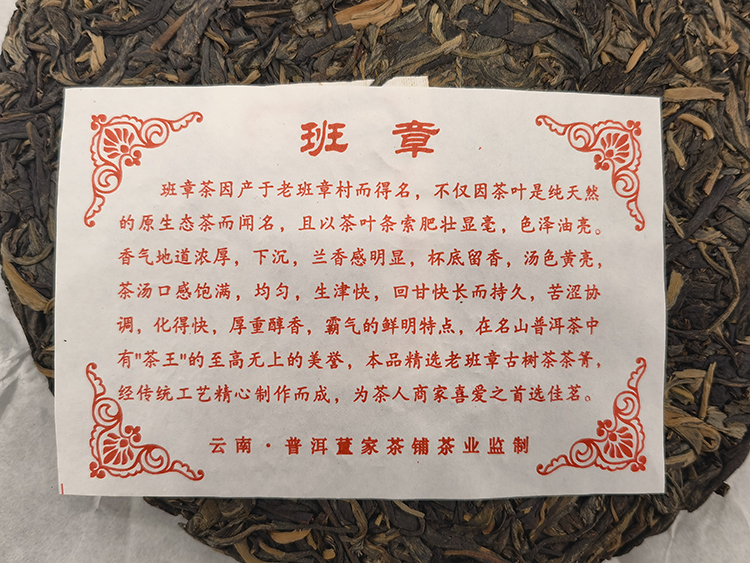 班章
班章茶因产于老班章村而得名，不仅因茶叶是纯天然
的原生态茶而闻名，且以茶叶条索肥壮显毫，色泽油亮。
香气地道浓厚，下沉，兰香感明显，杯底留香，汤色黄亮，
茶汤口感饱满，均匀，生津快，回甘快长而持久，苦涩协
调，化得快，厚重醇香，霸气的鲜明特点，在名山普洱茶中
有"茶王"的至高无上的美誉，本品精选老班章古树茶茶箐，
经传统工艺精心制作而成，为茶人商家喜爱之首选佳茗。
云南·普洱董家茶铺茶业监制